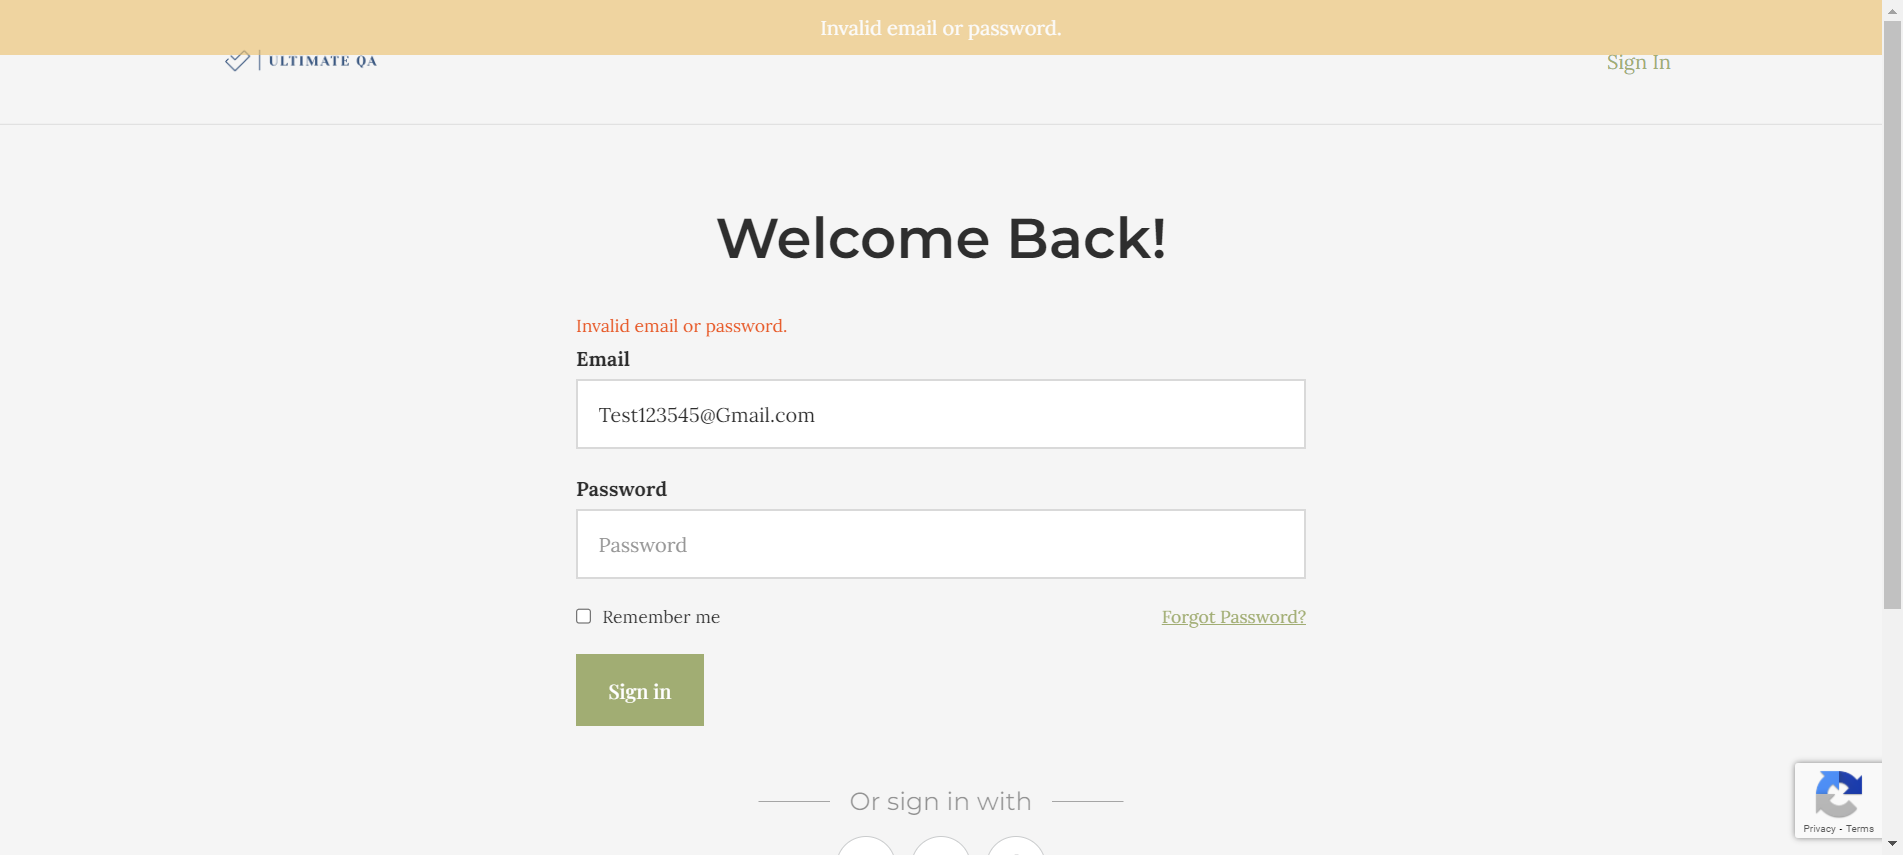 Invalid email or password.
ULTIMATE QA
Sign In
Welcome Back!
Invalid email or password.
Email
Test123545@Gmail.com
Password
Password
Remember me
Forgot Password?
Sign in
Or sign in with
Privacy - Terms